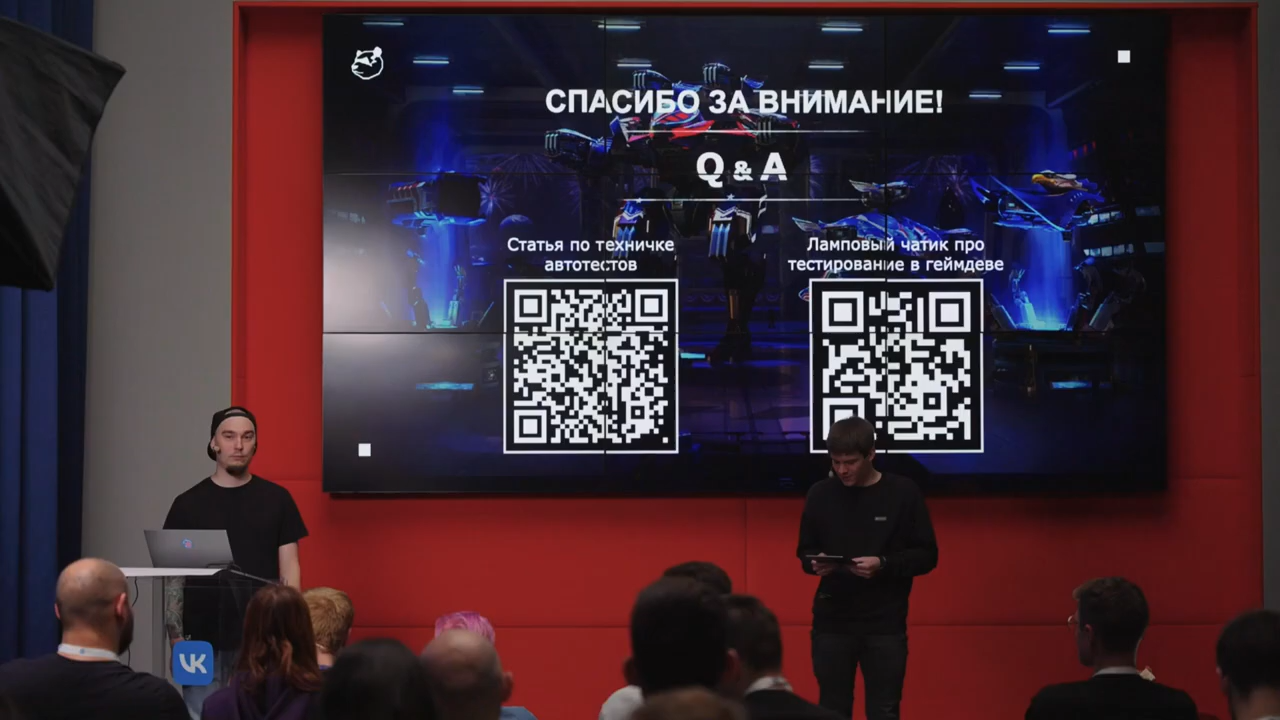 СПАСИБО ЗА ВНИМАНИЕ!
Q & A
Статья по техничке
автотестов
Ламповый чатик про
тестирование в геймдеве
VK